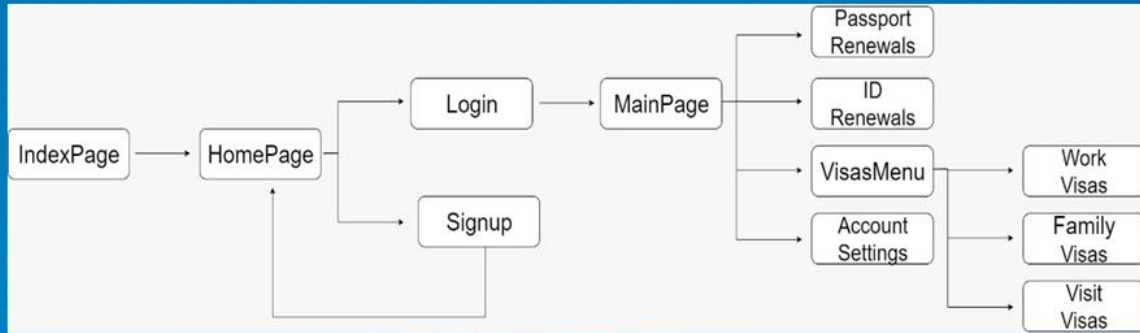 IndexPage
HomePage
Login
Signup
MainPage
Passport
Renewals
ID
Renewals
VisasMenu
Account
Settings
Work
Visas
Family
Visas
Visit
Visas